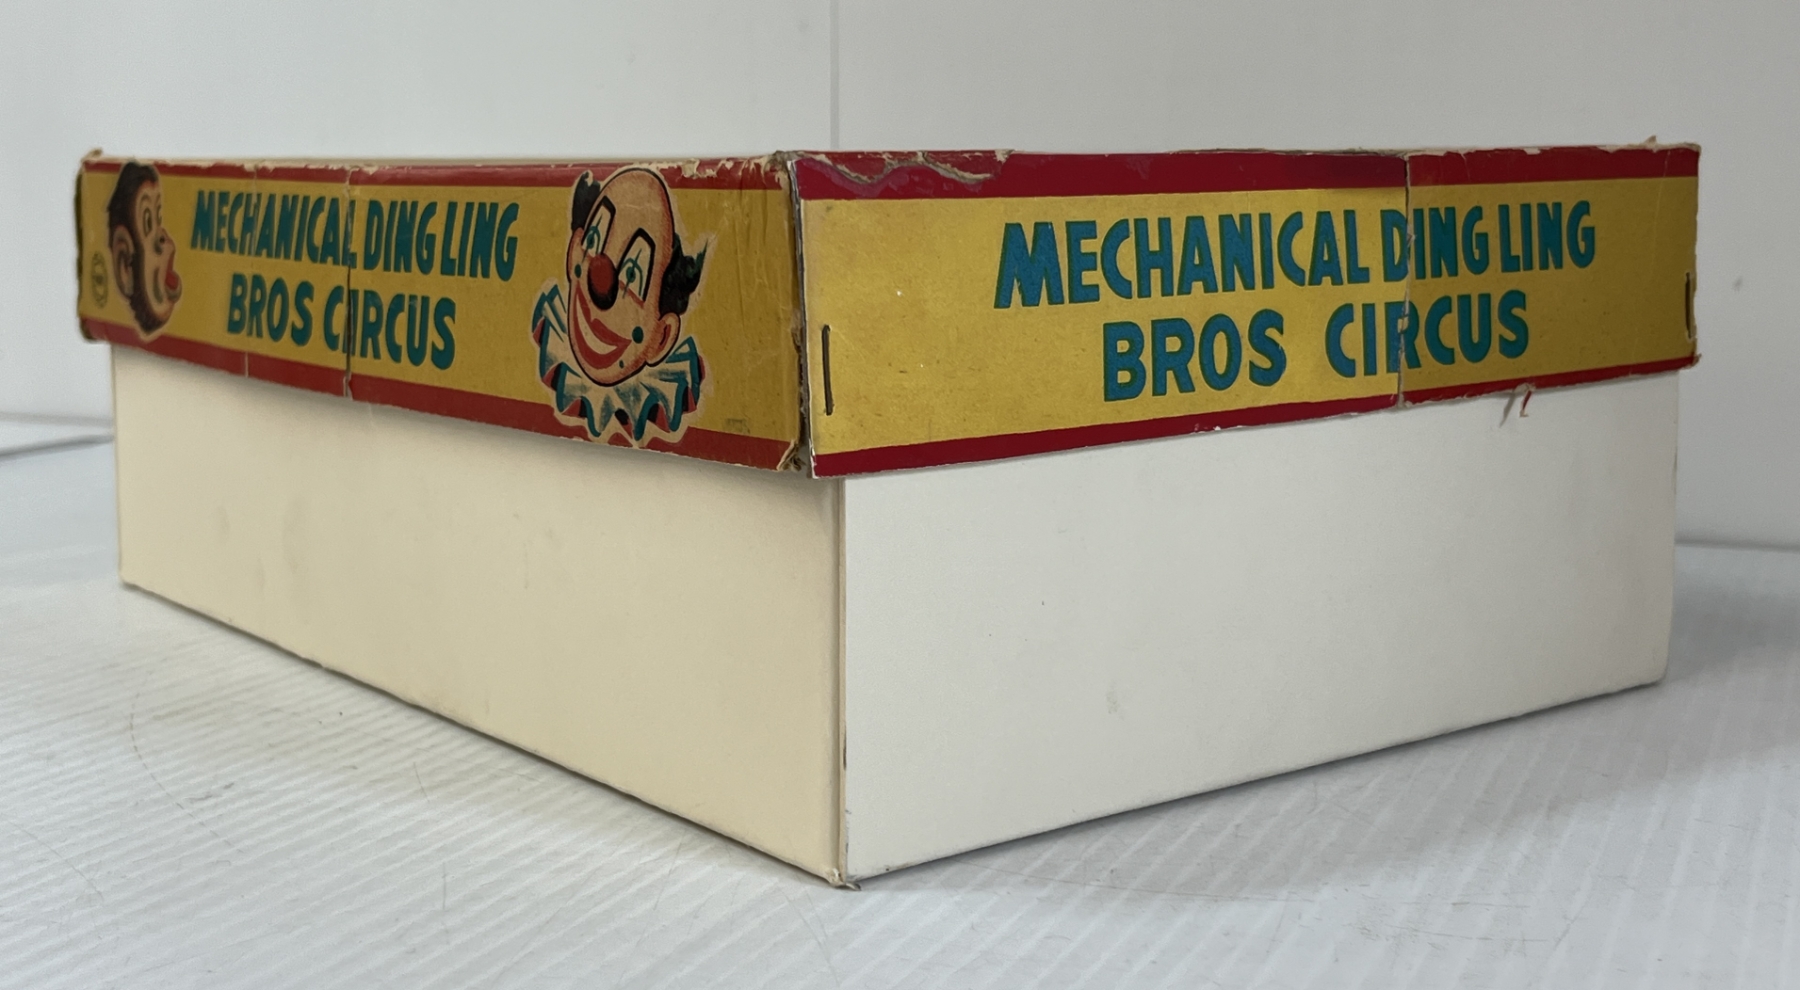 MECHANICAL DING LING
BROS CIRCUS
MECHANICAL DING LING
BROS CIRCUS